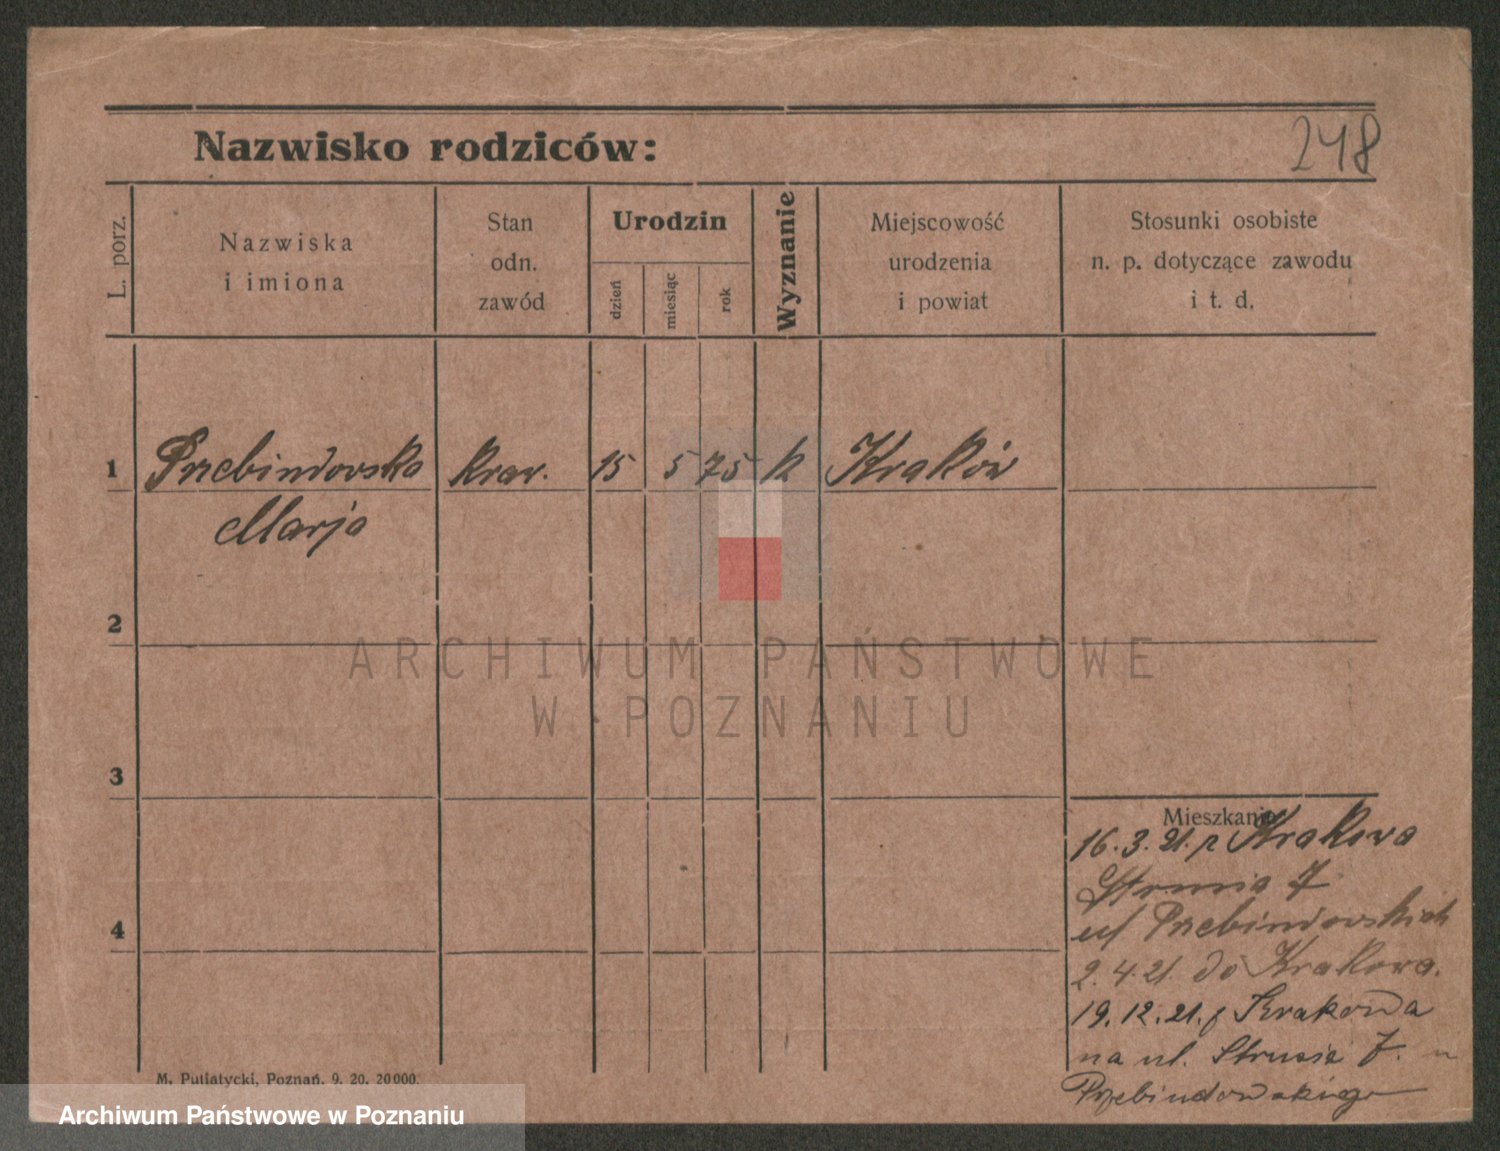 Nazwisko rodziców:
248
L. porz.
Nazwiska
i imiona
Stan
odn.
zawód
Urodzin
dzień
miesiąc
rok
Wyznanie
Miejscowość
urodzenia
i powiat
Stosunki osobiste
n. p. dotyczące zawodu
i t. d.
1 Przebindowska kraw. 15 5 75 k Kraków
Marja
2
ARCHIWUM PAŃSTWOWE
W POZNANIU
3
Mieszkanie
16.3.21. z Krakowa
Strusia 7
u Przebindowskich
4
2.4.21. do Krakowa.
19.12.21. z Krakowa
na ul. Strusia 7. u
Przebindowskiego
M. Putiatycki, Poznań. 9. 20. 20000.
Archiwum Państwowe w Poznaniu